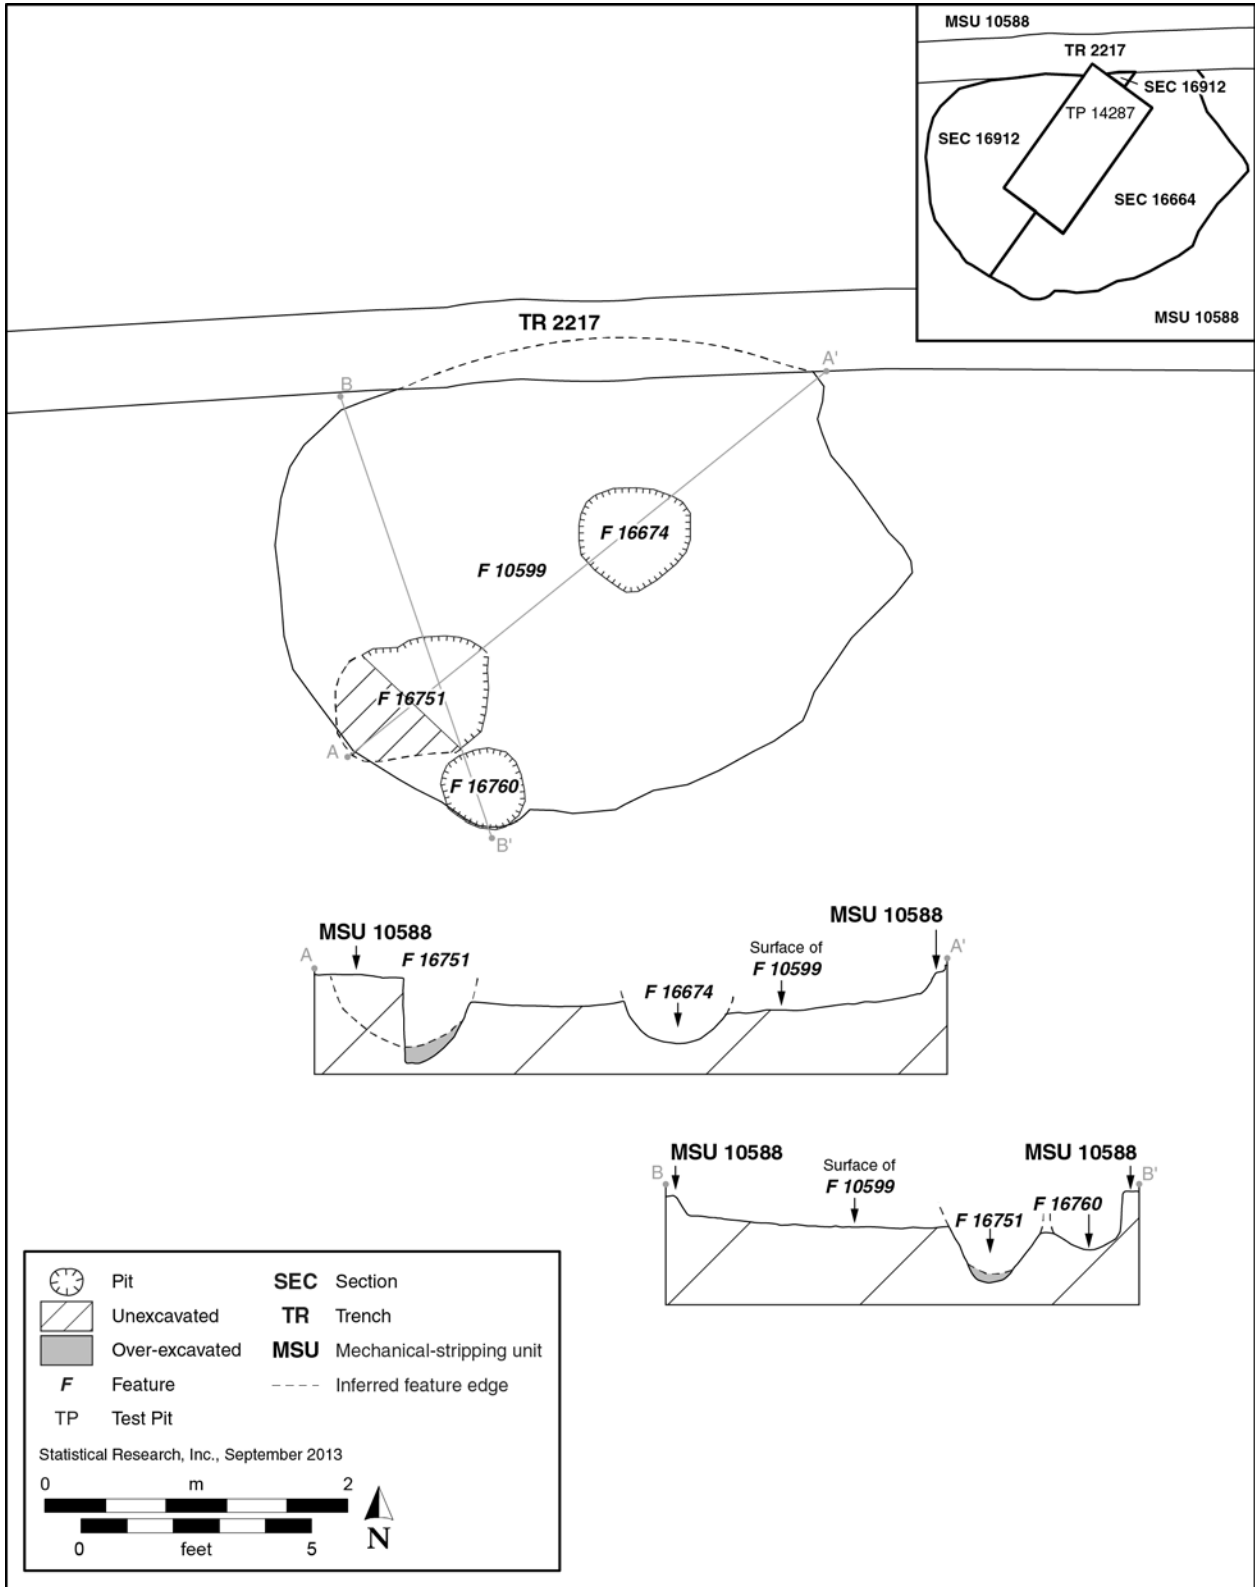 MSU 10588
TR 2217
SEC 16912
TP 14287
SEC 16912
SEC 16664
MSU 10588
TR 2217
A'
B
F 16674
F 10599
F 16751
A
F 16760
B'
MSU 10588
MSU 10588
A
A'
F 16751
Surface of
F 10599
F 16674
MSU 10588
MSU 10588
B
Surface of
F 10599
B'
F 16751
F 16760
Pit
SEC Section
Unexcavated
TR Trench
Over-excavated
MSU Mechanical-stripping unit
F Feature
Inferred feature edge
TP Test Pit
Statistical Research, Inc., September 2013
0 m 2
0 feet 5
N